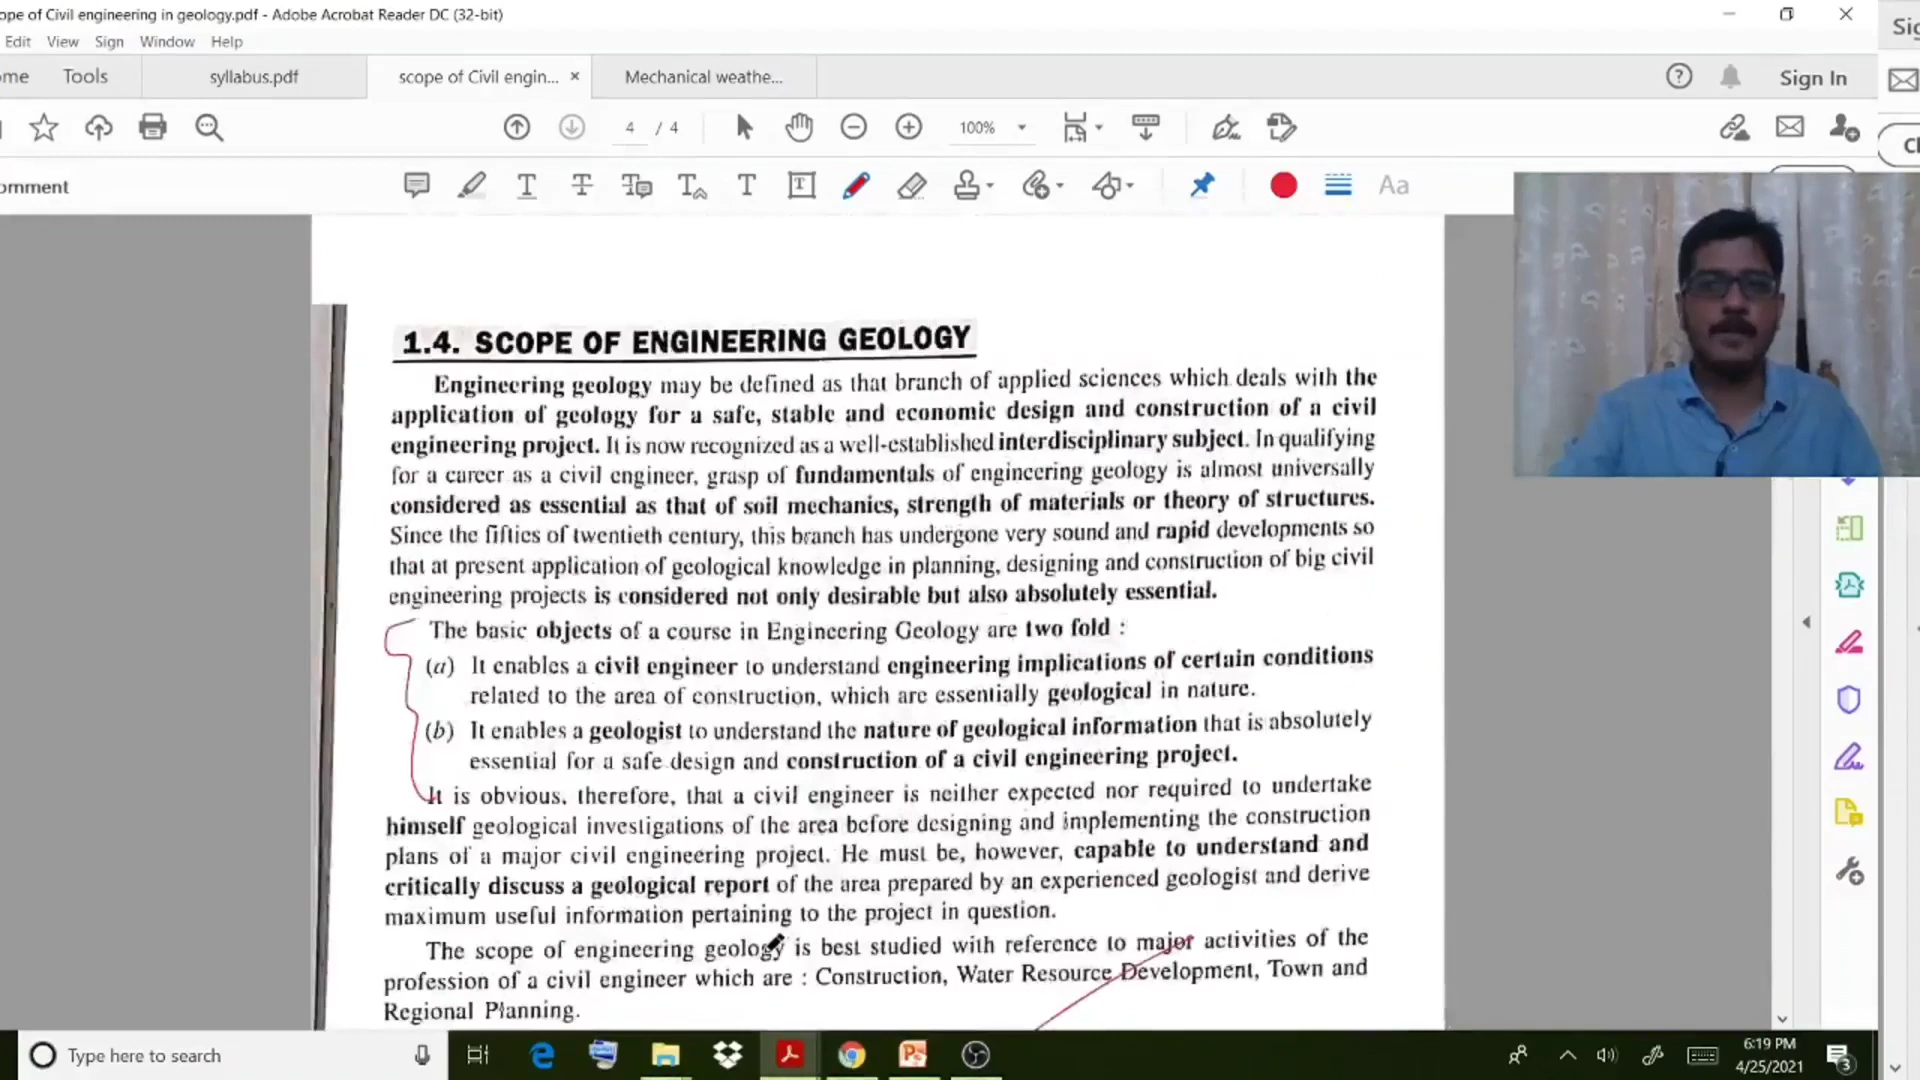 ope of Civil engineering in geology.pdf - Adobe Acrobat Reader DC (32-bit)
Edit View Sign Window Help
ome Tools syllabus.pdf scope of Civil engin... × Mechanical weathe... Sign In
4 / 4 100%
omment
Aa
1.4. SCOPE OF ENGINEERING GEOLOGY
Engineering geology may be defined as that branch of applied sciences which deals with the
application of geology for a safe, stable and economic design and construction of a civil
engineering project. It is now recognized as a well-established interdisciplinary subject. In qualifying
for a career as a civil engineer, grasp of fundamentals of engineering geology is almost universally
considered as essential as that of soil mechanics, strength of materials or theory of structures.
Since the fifties of twentieth century, this branch has undergone very sound and rapid developments so
that at present application of geological knowledge in planning, designing and construction of big civil
engineering projects is considered not only desirable but also absolutely essential.
The basic objects of a course in Engineering Geology are two fold :
(a) It enables a civil engineer to understand engineering implications of certain conditions
related to the area of construction, which are essentially geological in nature.
(b) It enables a geologist to understand the nature of geological information that is absolutely
essential for a safe design and construction of a civil engineering project.
It is obvious, therefore, that a civil engineer is neither expected nor required to undertake
himself geological investigations of the area before designing and implementing the construction
plans of a major civil engineering project. He must be, however, capable to understand and
critically discuss a geological report of the area prepared by an experienced geologist and derive
maximum useful information pertaining to the project in question.
The scope of engineering geology is best studied with reference to major activities of the
profession of a civil engineer which are : Construction, Water Resource Development, Town and
Regional Planning.
Type here to search
6:19 PM
4/25/2021
3